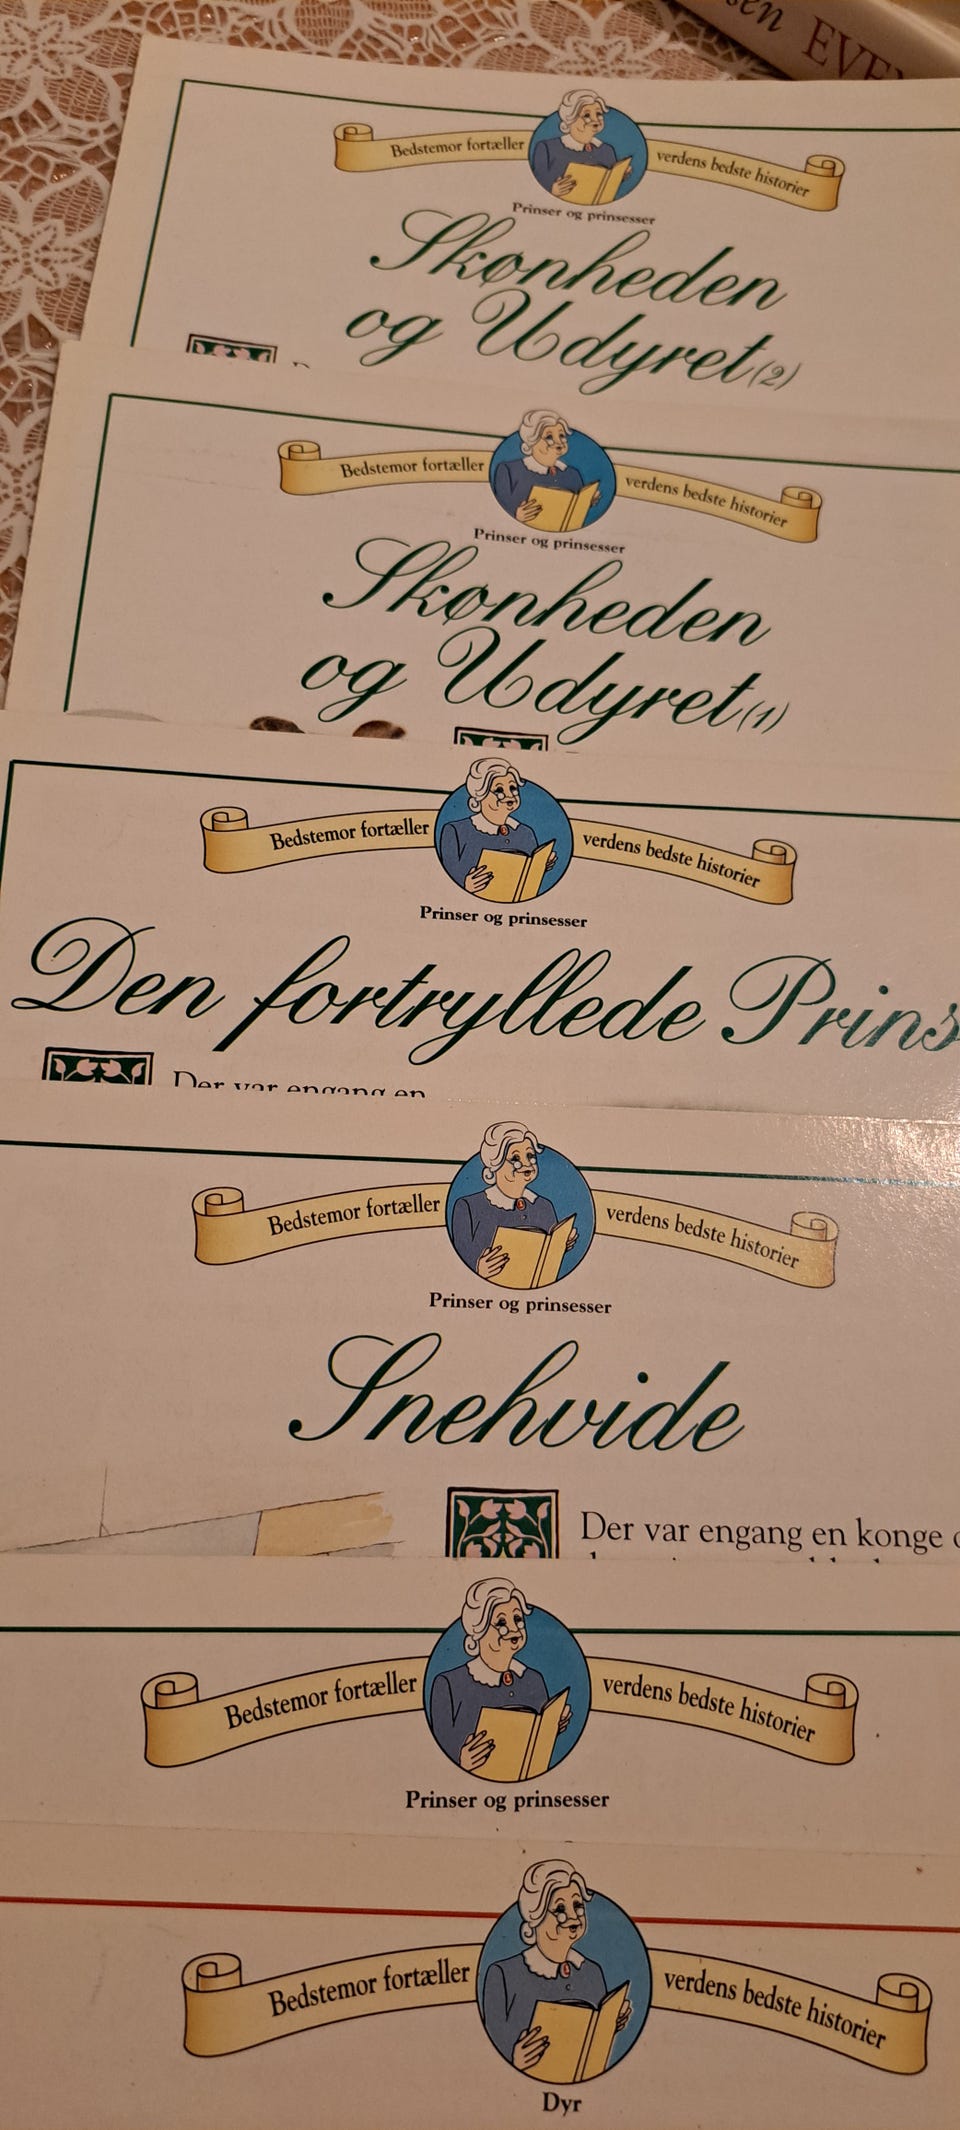 sen EVE
Bedstemor fortæller verdens bedste historier
Prinser og prinsesser
Skønheden
og Udyret (2)
Bedstemor fortæller verdens bedste historier
Prinser og prinsesser
Skønheden
og Udyret (1)
Bedstemor fortæller verdens bedste historier
Prinser og prinsesser
Den fortryllede Prins
Der var engang en
Bedstemor fortæller verdens bedste historier
Prinser og prinsesser
Snehvide
Der var engang en konge
Bedstemor fortæller verdens bedste historier
Prinser og prinsesser
Bedstemor fortæller verdens bedste historier
Dyr